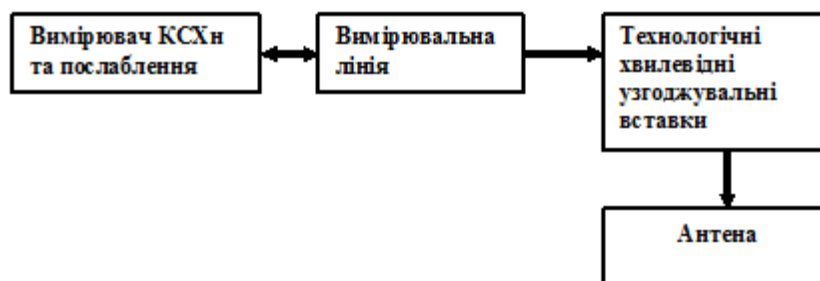 Вимірювач КСХн
та послаблення
Вимірювальна
лінія
Технологічні
хвилевідні
узгоджувальні
вставки
Антена